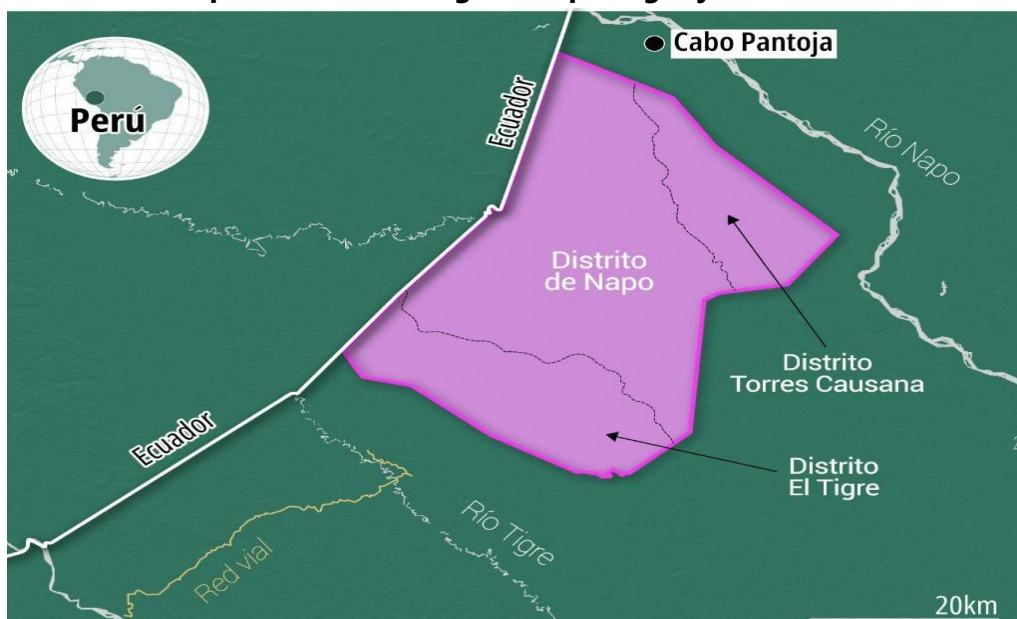 Cabo Pantoja
Perú
Ecuador
Río Napo
Distrito
de Napo
Distrito
Torres Causana
Ecuador
Distrito
El Tigre
Río Tigre
Red vial
20km